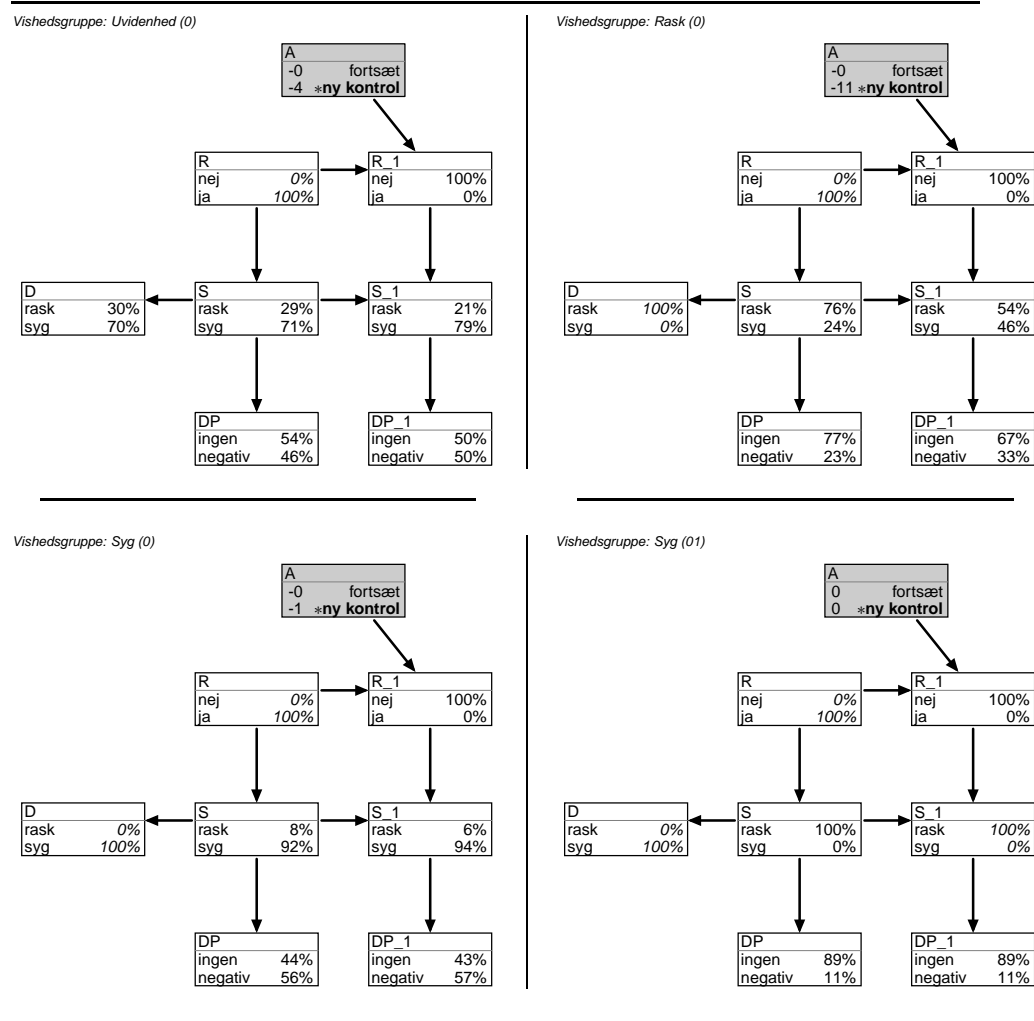 Vishedsgruppe: Uvidenhed (0)
A
-0 fortsæt
-4 *ny kontrol
R
nej 0%
ja 100%
R_1
nej 100%
ja 0%
D
rask 30%
syg 70%
S
rask 29%
syg 71%
S_1
rask 21%
syg 79%
DP
ingen 54%
negativ 46%
DP_1
ingen 50%
negativ 50%
Vishedsgruppe: Rask (0)
A
-0 fortsæt
-11 *ny kontrol
R
nej 0%
ja 100%
R_1
nej 100%
ja 0%
D
rask 100%
syg 0%
S
rask 76%
syg 24%
S_1
rask 54%
syg 46%
DP
ingen 77%
negativ 23%
DP_1
ingen 67%
negativ 33%
Vishedsgruppe: Syg (0)
A
-0 fortsæt
-1 *ny kontrol
R
nej 0%
ja 100%
R_1
nej 100%
ja 0%
D
rask 0%
syg 100%
S
rask 8%
syg 92%
S_1
rask 6%
syg 94%
DP
ingen 44%
negativ 56%
DP_1
ingen 43%
negativ 57%
Vishedsgruppe: Syg (01)
A
0 fortsæt
0 *ny kontrol
R
nej 0%
ja 100%
R_1
nej 100%
ja 0%
D
rask 0%
syg 100%
S
rask 100%
syg 0%
S_1
rask 100%
syg 0%
DP
ingen 89%
negativ 11%
DP_1
ingen 89%
negativ 11%